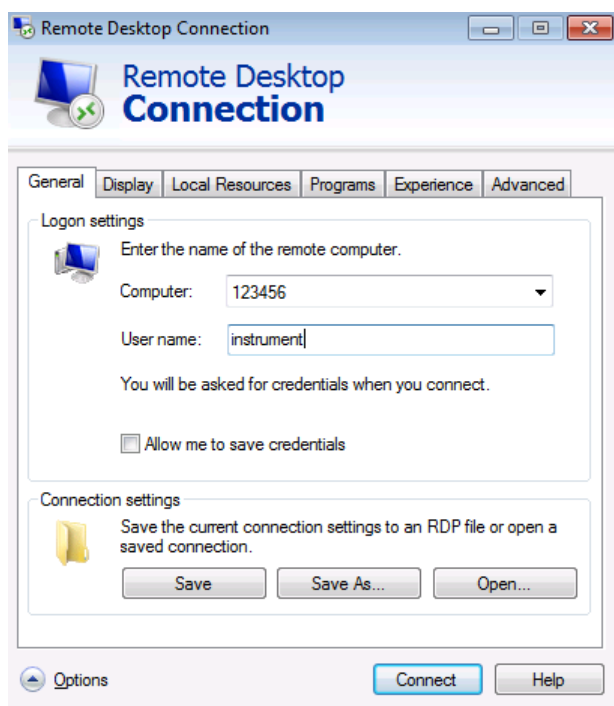 Remote Desktop Connection
Remote Desktop
Connection
General Display Local Resources Programs Experience Advanced
Logon settings
Enter the name of the remote computer.
Computer: 123456
User name: instrument
You will be asked for credentials when you connect.
Allow me to save credentials
Connection settings
Save the current connection settings to an RDP file or open a
saved connection.
Save Save As... Open...
Options Connect Help